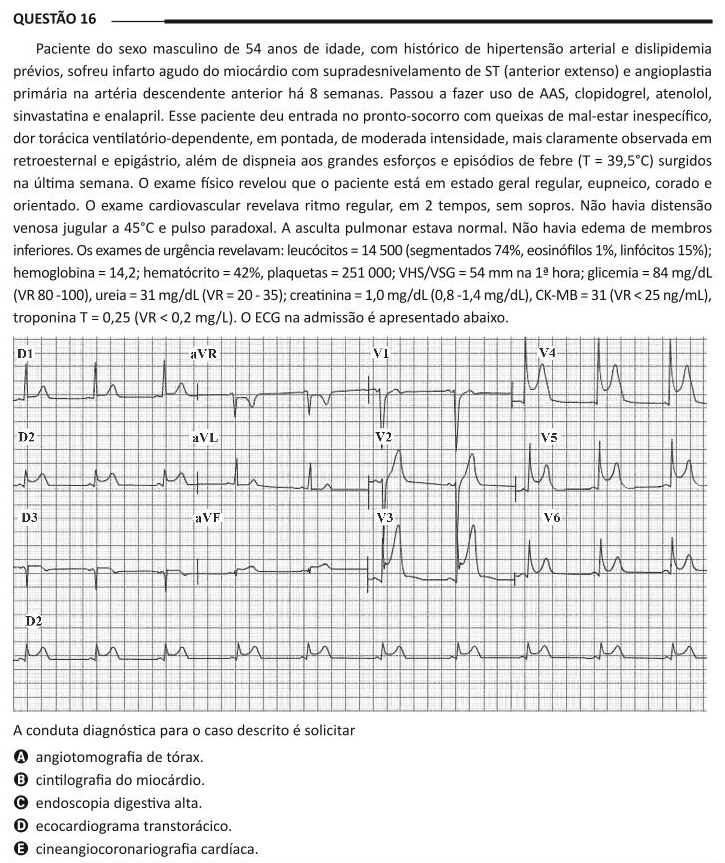 QUESTÃO 16
Paciente do sexo masculino de 54 anos de idade, com histórico de hipertensão arterial e dislipidemia
prévios, sofreu infarto agudo do miocárdio com supradesnivelamento de ST (anterior extenso) e angioplastia
primária na artéria descendente anterior há 8 semanas. Passou a fazer uso de AAS, clopidogrel, atenolol,
sinvastatina e enalapril. Esse paciente deu entrada no pronto-socorro com queixas de mal-estar inespecífico,
dor torácica ventilatório-dependente, em pontada, de moderada intensidade, mais claramente observada em
retroesternal e epigástrio, além de dispneia aos grandes esforços e episódios de febre (T = 39,5°C) surgidos
na última semana. O exame físico revelou que o paciente está em estado geral regular, eupneico, corado e
orientado. O exame cardiovascular revelava ritmo regular, em 2 tempos, sem sopros. Não havia distensão
venosa jugular a 45°C e pulso paradoxal. A asculta pulmonar estava normal. Não havia edema de membros
inferiores. Os exames de urgência revelavam: leucócitos = 14 500 (segmentados 74%, eosinófilos 1%, linfócitos 15%);
hemoglobina = 14,2; hematócrito = 42%, plaquetas = 251 000; VHS/VSG = 54 mm na 1ª hora; glicemia = 84 mg/dL
(VR 80 -100), ureia = 31 mg/dL (VR = 20 - 35); creatinina = 1,0 mg/dL (0,8 -1,4 mg/dL), CK-MB = 31 (VR < 25 ng/mL),
troponina T = 0,25 (VR < 0,2 mg/L). O ECG na admissão é apresentado abaixo.
D1 aVR V1 V4
D2 aVL V2 V5
D3 aVF V3 V6
D2
A conduta diagnóstica para o caso descrito é solicitar
A angiotomografia de tórax.
B cintilografia do miocárdio.
C endoscopia digestiva alta.
D ecocardiograma transtorácico.
E cineangiocoronariografia cardíaca.